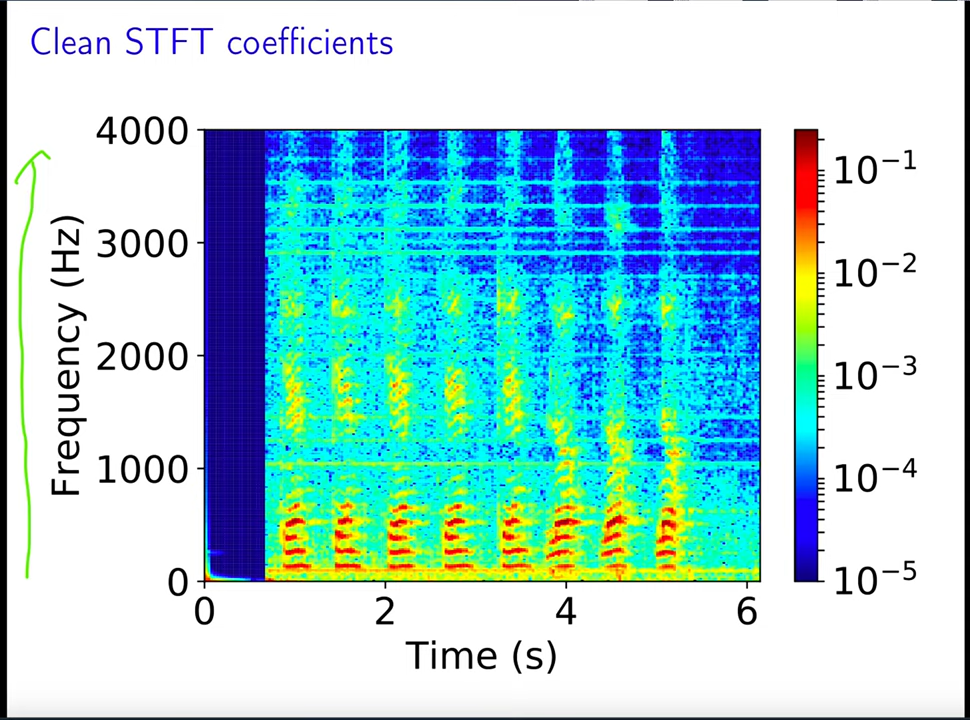 Clean STFT coefficients
4000
3000
2000
1000
0
Frequency (Hz)
0 2 4 6
Time (s)
10⁻¹
10⁻²
10⁻³
10⁻⁴
10⁻⁵